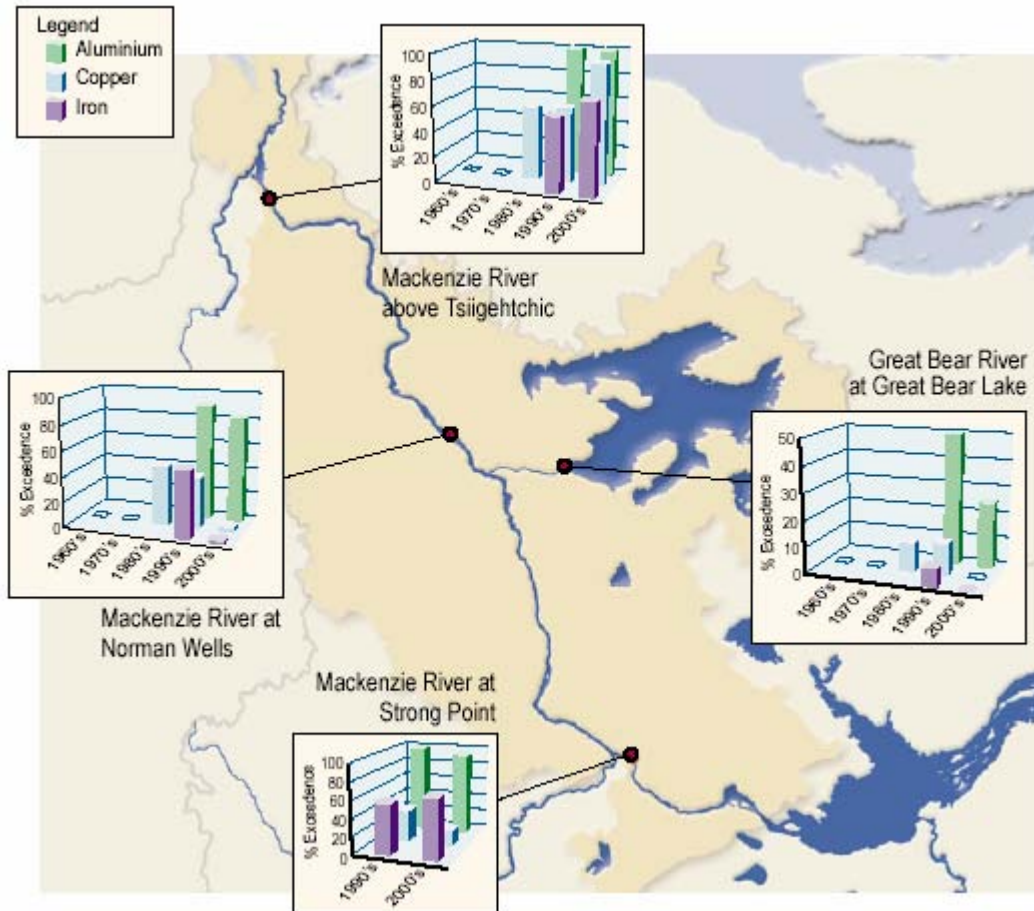 Legend
Aluminium
Copper
Iron
% Exceedence
100
80
60
40
20
0
1960's
1970's
1980's
1990's
2000's
Mackenzie River
above Tsiigehtchic
Great Bear River
at Great Bear Lake
% Exceedence
50
40
30
20
10
0
1960's
1970's
1980's
1990's
2000's
% Exceedence
100
80
60
40
20
0
1960's
1970's
1980's
1990's
2000's
Mackenzie River at
Norman Wells
Mackenzie River at
Strong Point
% Exceedence
100
80
60
40
20
0
1990's
2000's